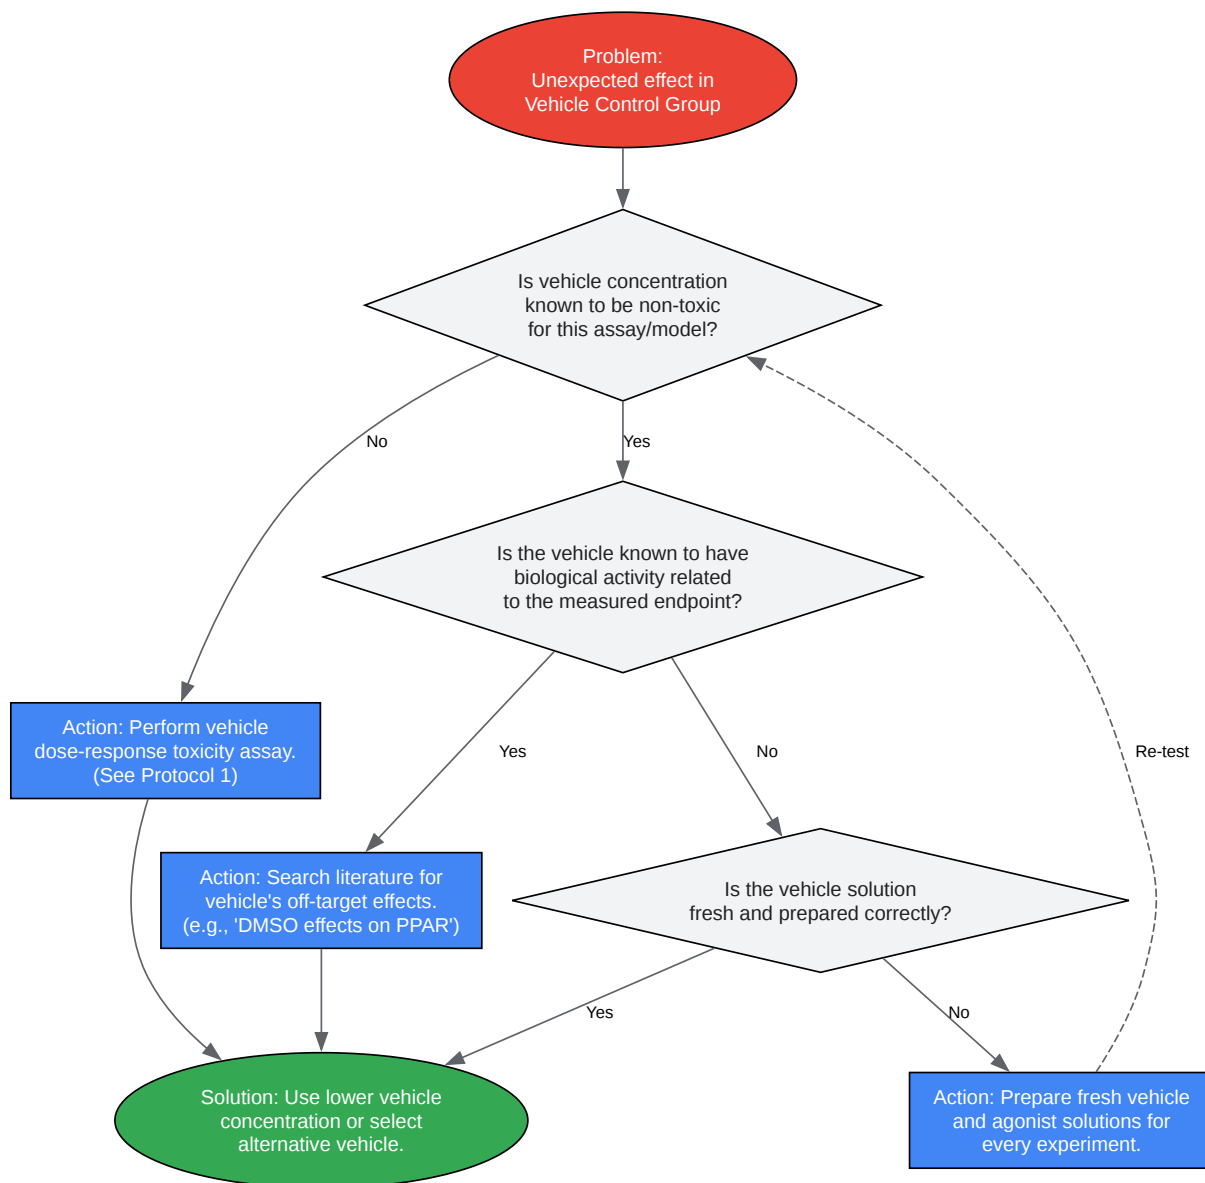 Problem:
Unexpected effect in
Vehicle Control Group
Is vehicle concentration
known to be non-toxic
for this assay/model?
No
Yes
Is the vehicle known to have
biological activity related
to the measured endpoint?
Action: Perform vehicle
dose-response toxicity assay.
(See Protocol 1)
Yes
No
Re-test
Action: Search literature for
vehicle's off-target effects.
(e.g., 'DMSO effects on PPAR')
Is the vehicle solution
fresh and prepared correctly?
Yes
No
Solution: Use lower vehicle
concentration or select
alternative vehicle.
Action: Prepare fresh vehicle
and agonist solutions for
every experiment.